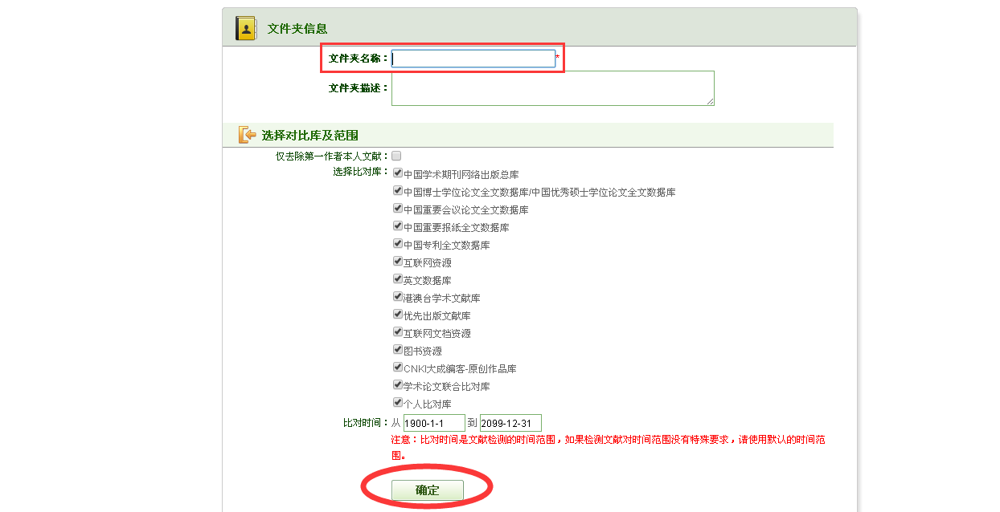 文件夹信息
文件夹名称： *
文件夹描述：
选择对比库及范围
仅去除第一作者本人文献：
选择比对库：
中国学术期刊网络出版总库
中国博士学位论文全文数据库/中国优秀硕士学位论文全文数据库
中国重要会议论文全文数据库
中国重要报纸全文数据库
中国专利全文数据库
互联网资源
英文数据库
港澳台学术文献库
优先出版文献库
互联网文档资源
图书资源
CNKI大成编客-原创作品库
学术论文联合比对库
个人比对库
比对时间：从 1900-1-1 到 2099-12-31
注意：比对时间是文献检测的时间范围，如果检测文献对时间范围没有特殊要求，请使用默认的时间范
围。
确定